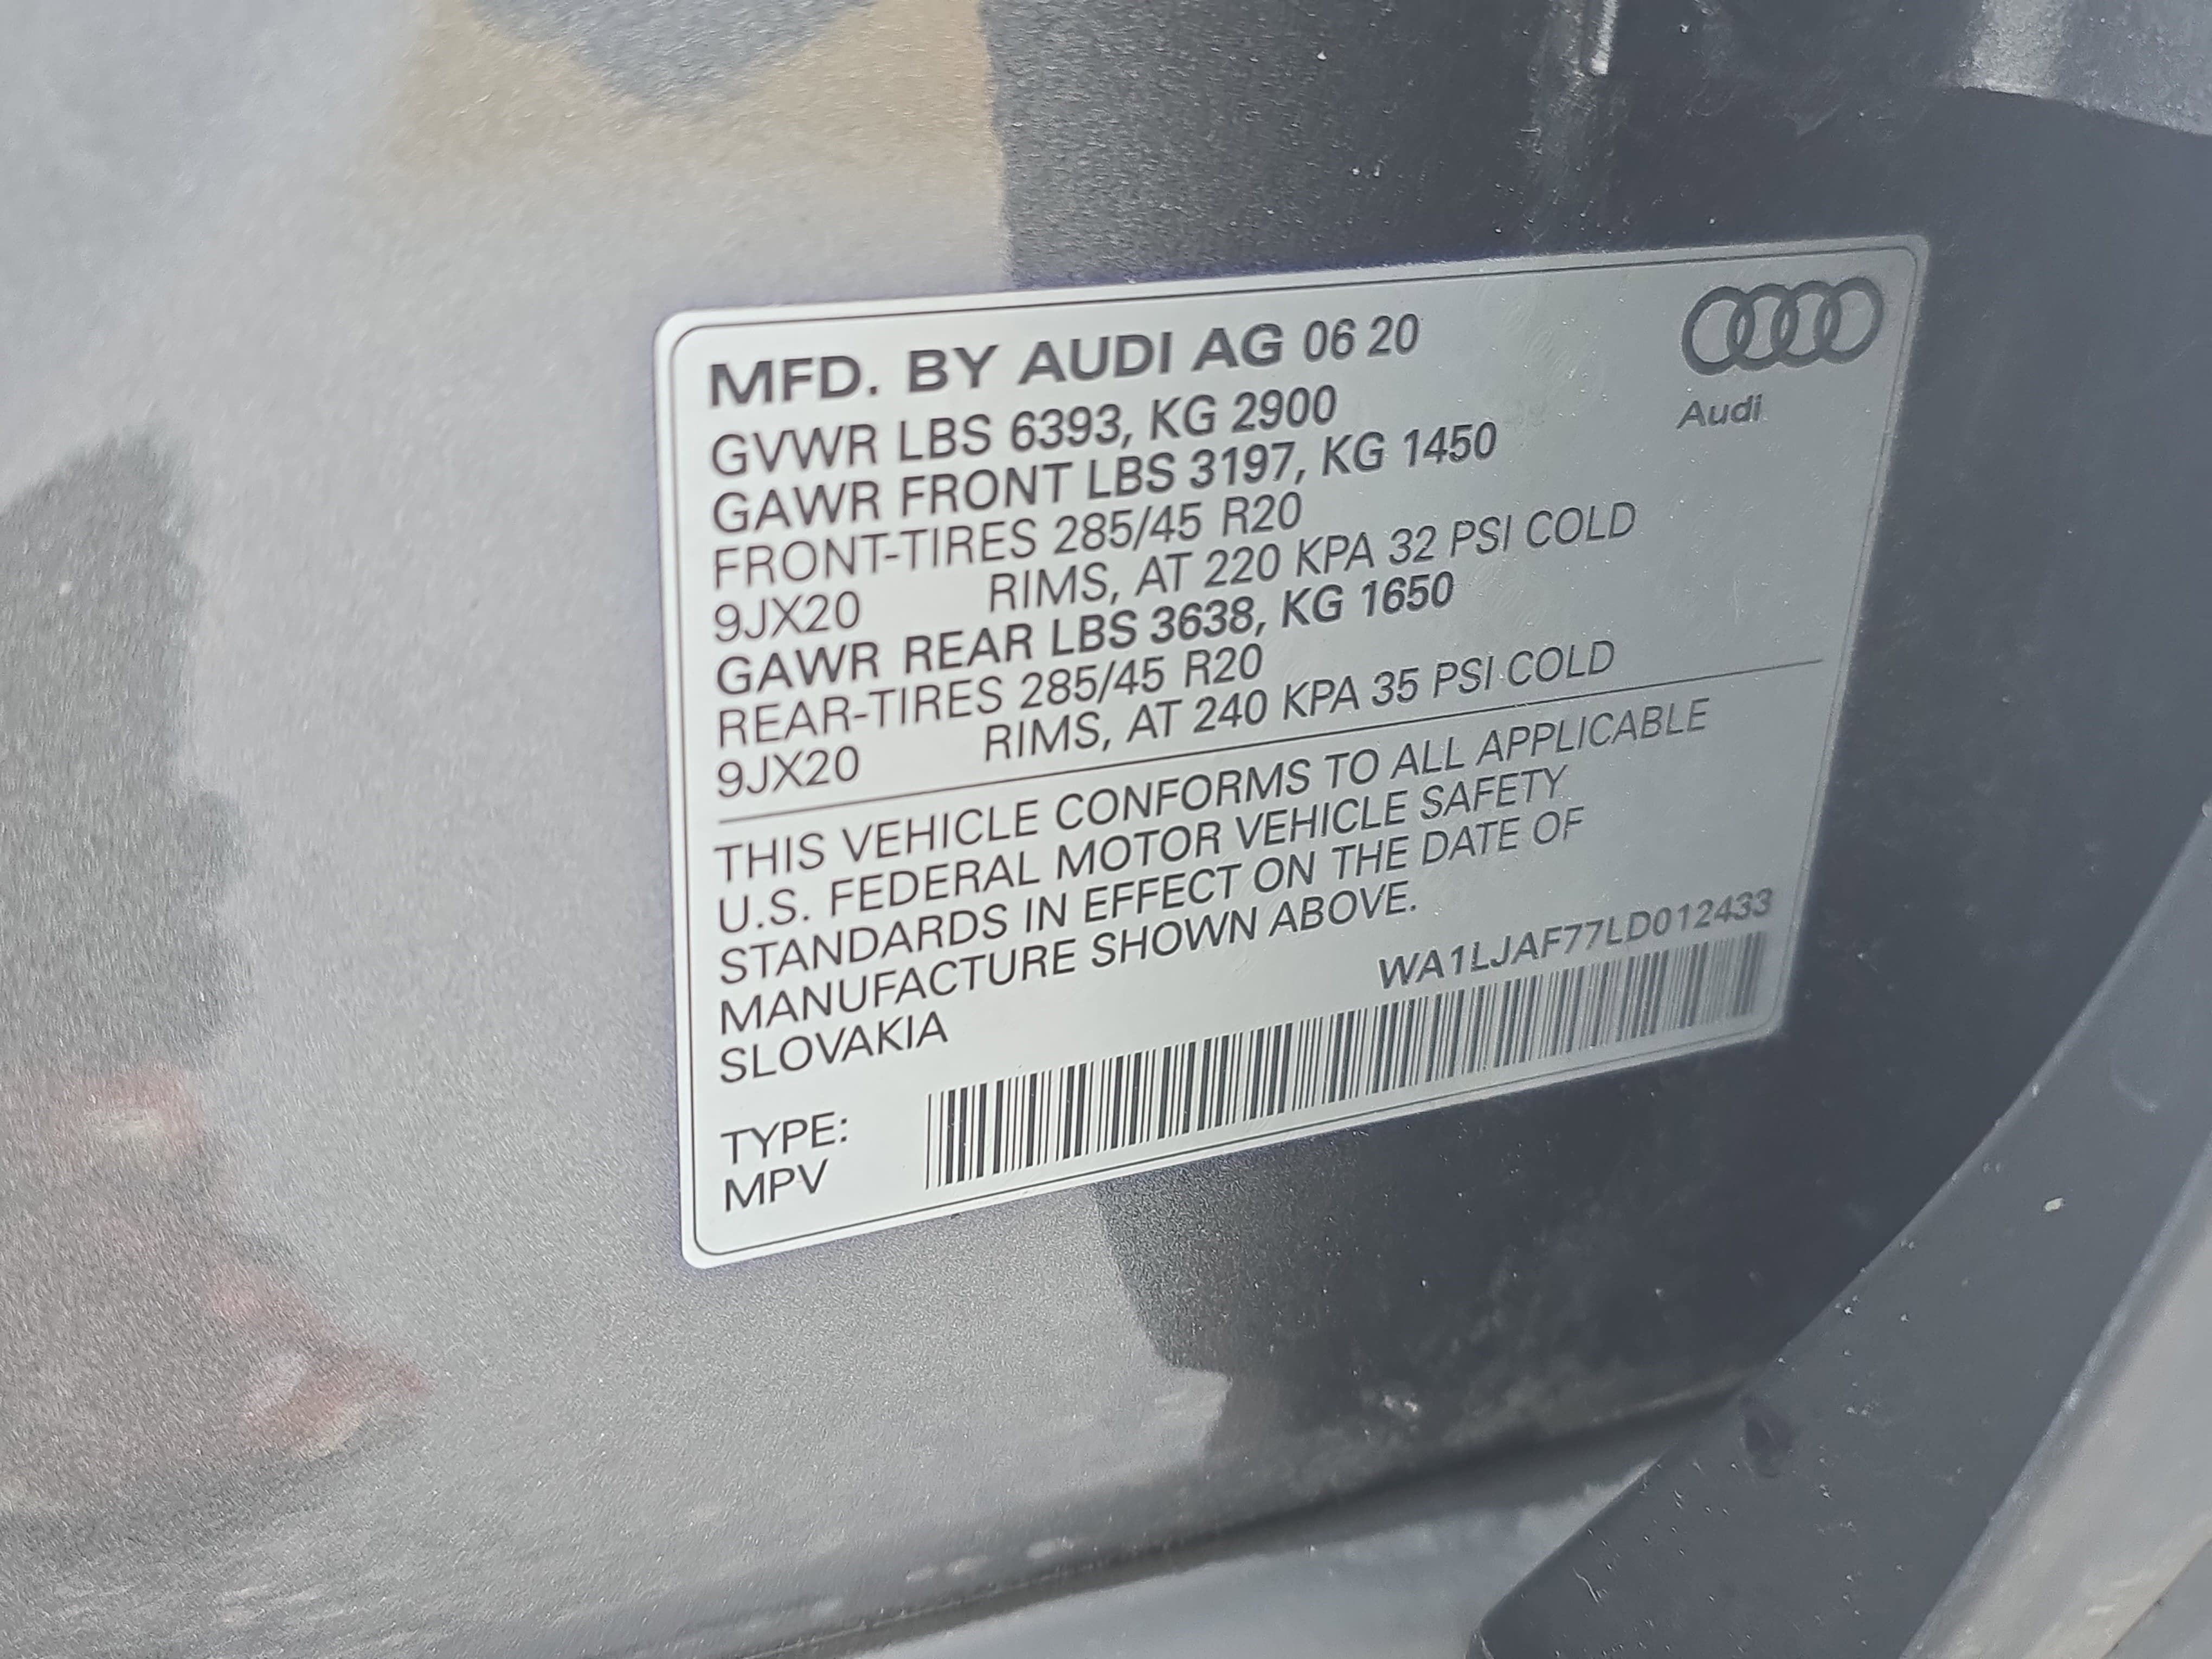 MFD. BY AUDI AG 06 20
Audi
GVWR LBS 6393, KG 2900
GAWR FRONT LBS 3197, KG 1450
FRONT-TIRES 285/45 R20
9JX20 RIMS, AT 220 KPA 32 PSI COLD
GAWR REAR LBS 3638, KG 1650
REAR-TIRES 285/45 R20
9JX20 RIMS, AT 240 KPA 35 PSI COLD
THIS VEHICLE CONFORMS TO ALL APPLICABLE
U.S. FEDERAL MOTOR VEHICLE SAFETY
STANDARDS IN EFFECT ON THE DATE OF
MANUFACTURE SHOWN ABOVE.
SLOVAKIA
WA1LJAF77LD012433
TYPE:
MPV